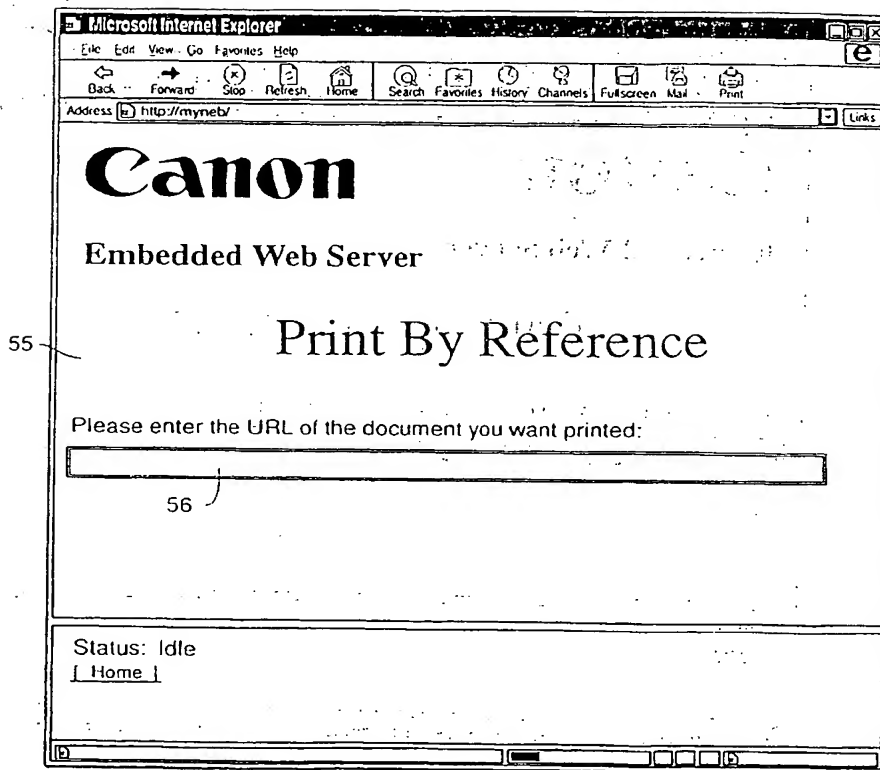 Microsoft Internet Explorer
File Edit View Go Favorites Help
Back Forward Stop Refresh Home Search Favorites History Channels Fullscreen Mail Print
Address http://myneb/ Links
Canon
Embedded Web Server
Print By Reference
55
Please enter the URL of the document you want printed:
56
Status: Idle
[ Home ]